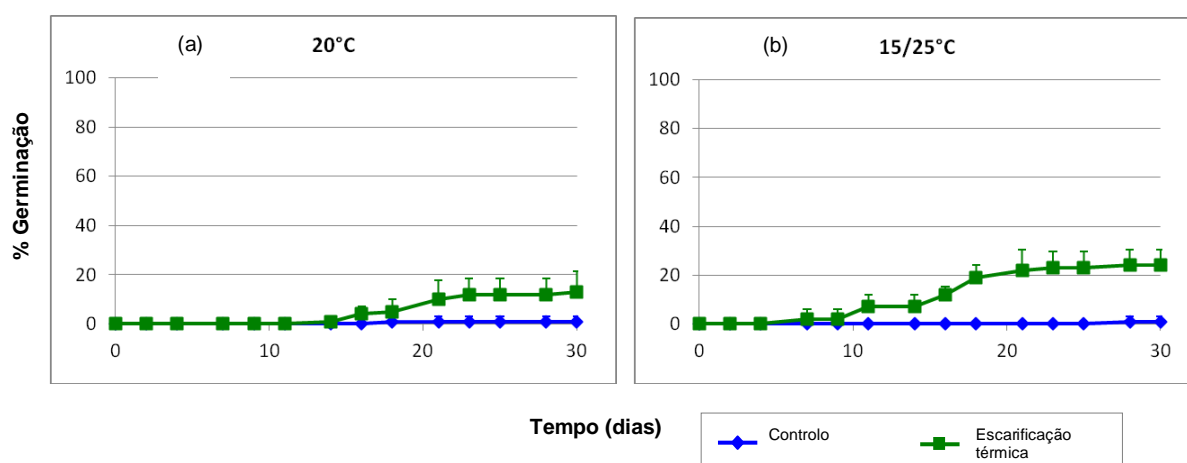 (a)
20°C
100
80
60
40
20
0
0 10 20 30
(b)
15/25°C
100
80
60
40
20
0
0 10 20 30
% Germinação
Tempo (dias)
Controlo
Escarificação
térmica